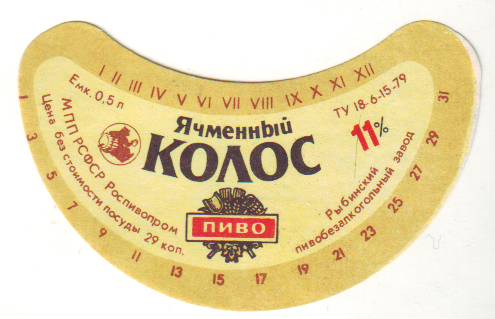 I II III IV V VI VII VIII IX X XI XII
Емк. 0,5 л
ТУ 18-6-15-79
Ячменный
КОЛОС
11%
ПИВО
МПП РСФСР Роспивопром
Цена без стоимости посуды 29 коп.
Рыбинский
пивобезалкогольный завод
1 3 5 7 9 11 13 15 17 19 21 23 25 27 29 31